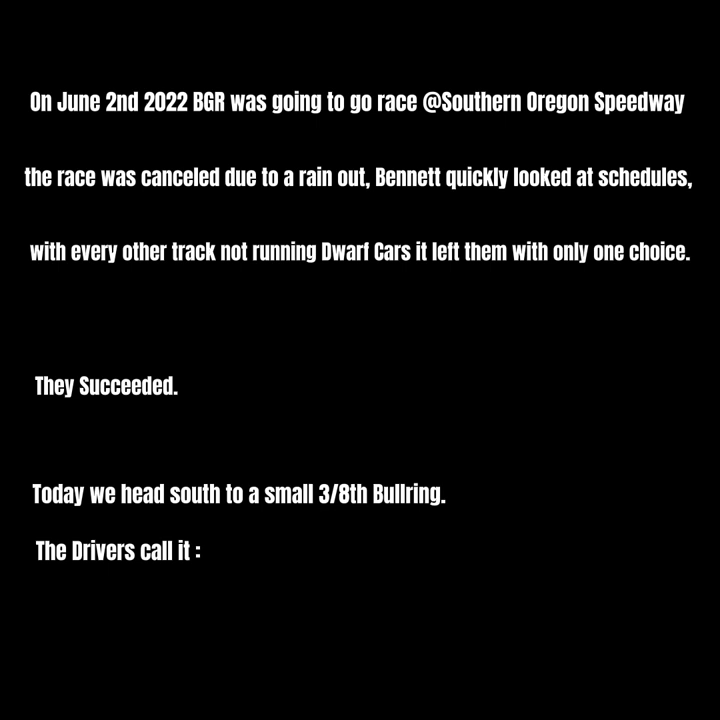 On June 2nd 2022 BGR was going to go race @Southern Oregon Speedway
the race was canceled due to a rain out, Bennett quickly looked at schedules,
with every other track not running Dwarf Cars it left them with only one choice.
They Succeeded.
Today we head south to a small 3/8th Bullring.
The Drivers call it :